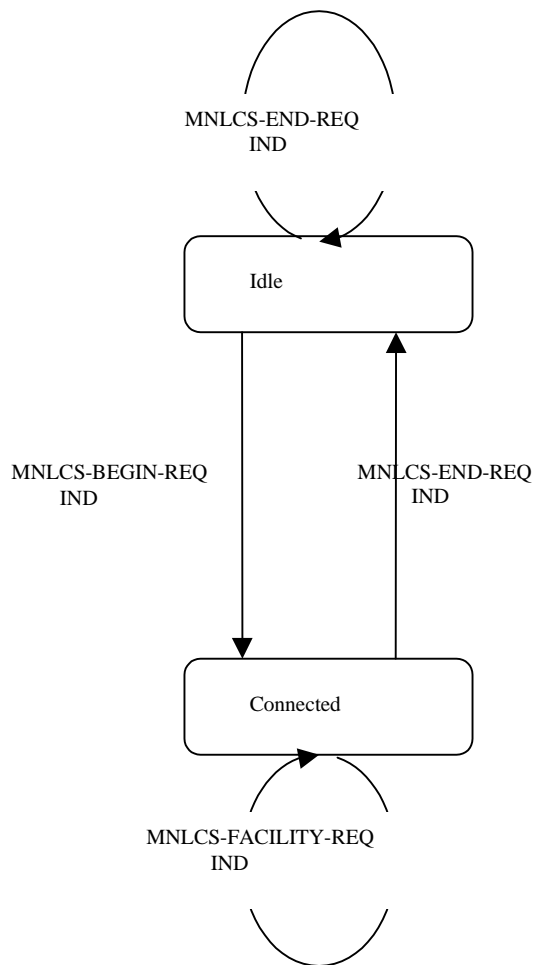 MNLCS-END-REQ
IND
Idle
MNLCS-BEGIN-REQ
IND
MNLCS-END-REQ
IND
Connected
MNLCS-FACILITY-REQ
IND